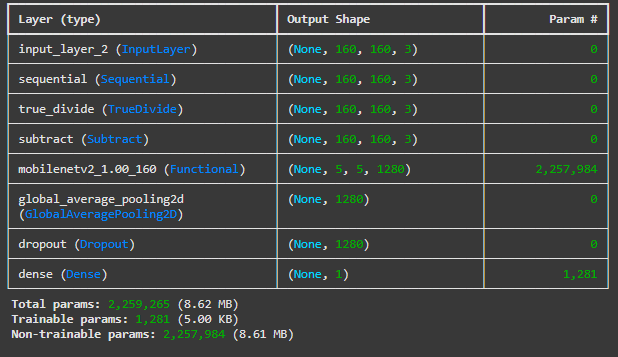 Layer (type) Output Shape Param #
input_layer_2 (InputLayer) (None, 160, 160, 3) 0
sequential (Sequential) (None, 160, 160, 3) 0
true_divide (TrueDivide) (None, 160, 160, 3) 0
subtract (Subtract) (None, 160, 160, 3) 0
mobilenetv2_1.00_160 (Functional) (None, 5, 5, 1280) 2,257,984
global_average_pooling2d (None, 1280) 0
(GlobalAveragePooling2D)
dropout (Dropout) (None, 1280) 0
dense (Dense) (None, 1) 1,281
Total params: 2,259,265 (8.62 MB)
Trainable params: 1,281 (5.00 KB)
Non-trainable params: 2,257,984 (8.61 MB)